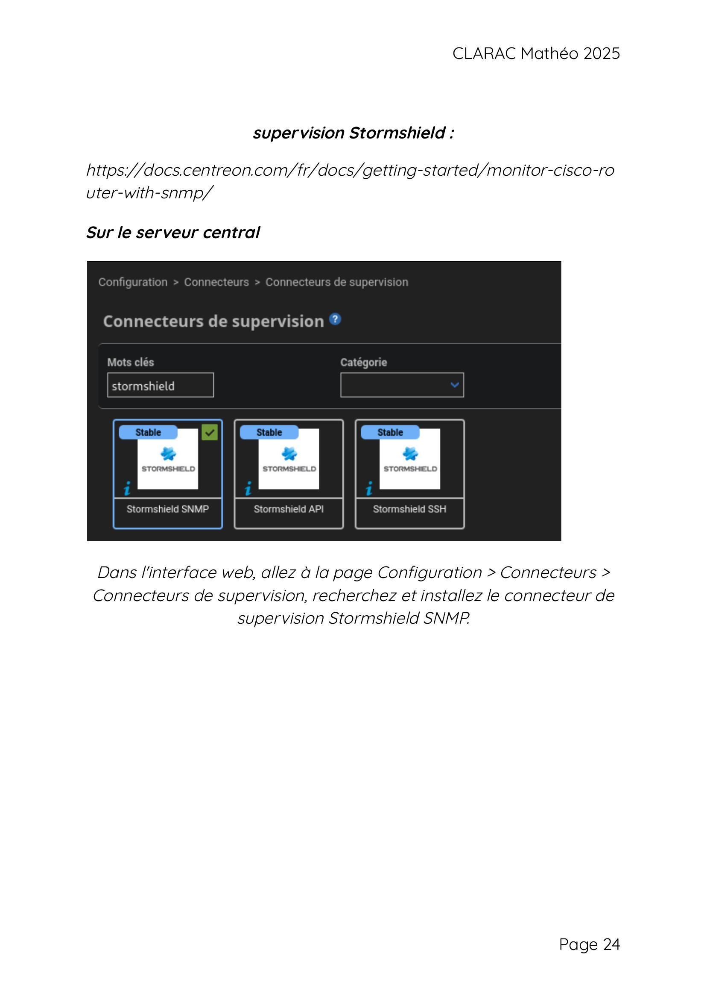 CLARAC Mathéo 2025
supervision Stormshield :
https://docs.centreon.com/fr/docs/getting-started/monitor-cisco-ro
uter-with-snmp/
Sur le serveur central
Configuration > Connecteurs > Connecteurs de supervision
Connecteurs de supervision ?
Mots clés Catégorie
stormshield
Stable Stable Stable
STORMSHIELD STORMSHIELD STORMSHIELD
i i i
Stormshield SNMP Stormshield API Stormshield SSH
Dans l'interface web, allez à la page Configuration > Connecteurs >
Connecteurs de supervision, recherchez et installez le connecteur de
supervision Stormshield SNMP.
Page 24